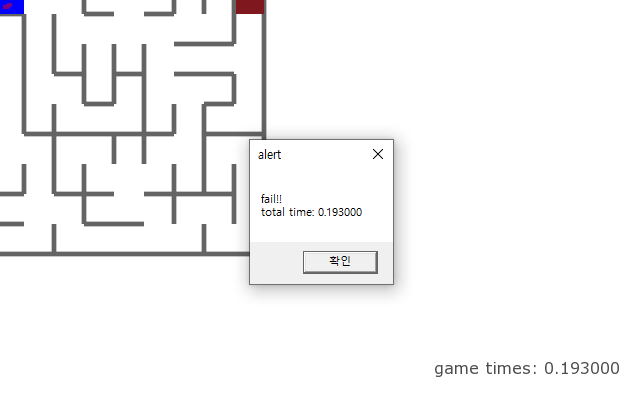 alert
fail!!
total time: 0.193000
확인
game times: 0.193000